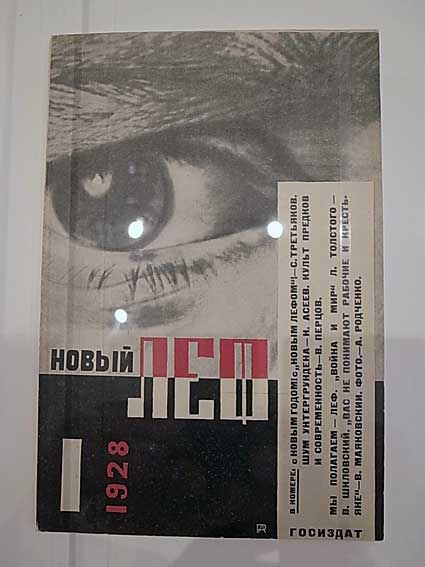 НОВЫЙ ЛЕФ
1
1928
В НОМЕРЕ: С НОВЫМ ГОДОМ! С „НОВЫМ ЛЕФОМ“—С. ТРЕТЬЯКОВ.
ШУМ УНТЕРГРУНДЕНА—Н. АСЕЕВ. КУЛЬТ ПРЕДКОВ
И СОВРЕМЕННОСТЬ—В. ПЕРЦОВ.
МЫ ПОЛАГАЕМ—ЛЕФ. „ВОЙНА И МИР“ Л. ТОЛСТОГО—
В. ШКЛОВСКИЙ. „ВАС НЕ ПОНИМАЮТ РАБОЧИЕ И КРЕСТЬ-
ЯНЕ“—В. МАЯКОВСКИЙ. ФОТО.—А. РОДЧЕНКО.
ГОСИЗДАТ